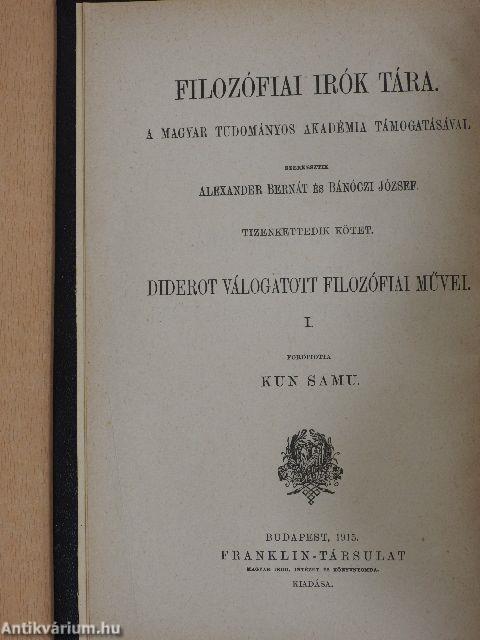 FILOZÓFIAI IRÓK TÁRA.
A MAGYAR TUDOMÁNYOS AKADÉMIA TÁMOGATÁSÁVAL
SZERKESZTIK
ALEXANDER BERNÁT ÉS BÁNÓCZI JÓZSEF.
TIZENKETTEDIK KÖTET.
DIDEROT VÁLOGATOTT FILOZÓFIAI MŰVEI.
I.
FORDITOTTA
KUN SAMU.
BUDAPEST, 1915.
FRANKLIN-TÁRSULAT
MAGYAR IROD. INTÉZET ÉS KÖNYVNYOMDA.
KIADÁSA.
Antikvárium.hu